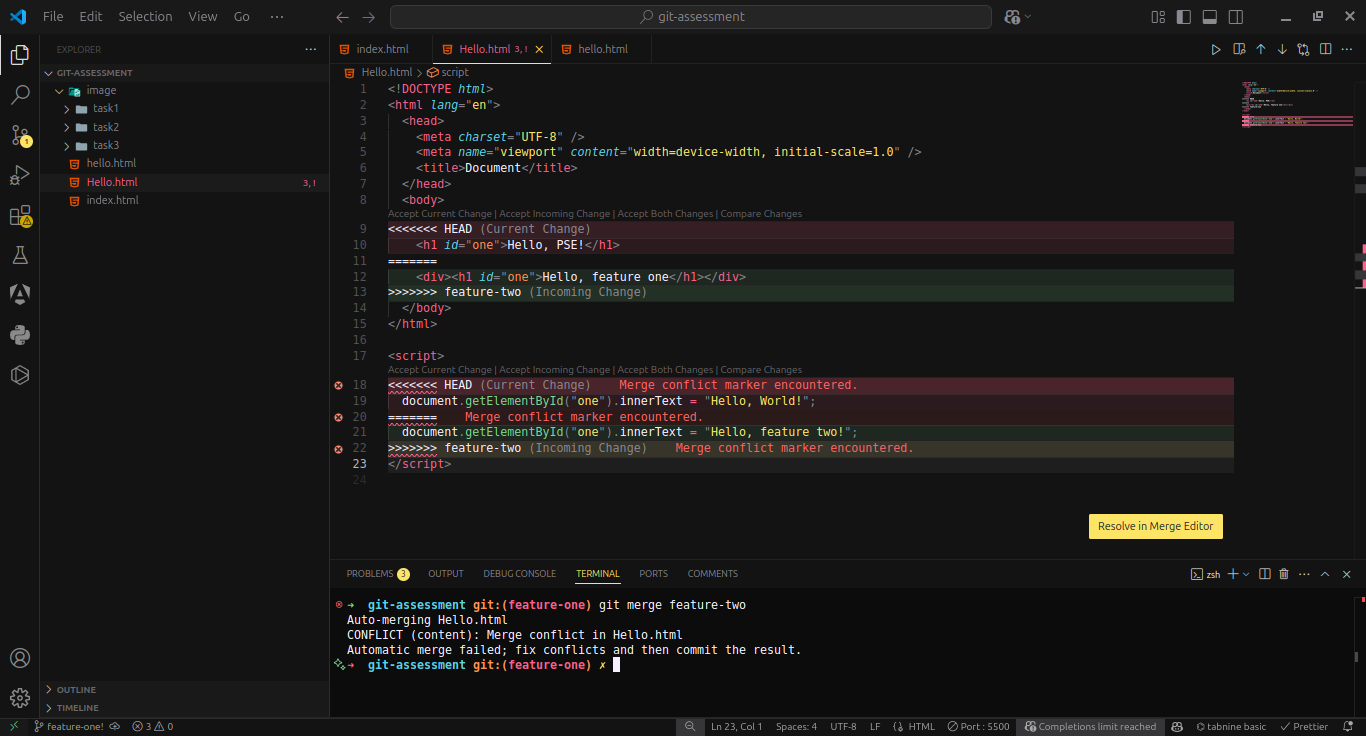 File Edit Selection View Go ···
git-assessment
EXPLORER ···
GIT-ASSESSMENT
image
task1
task2
task3
hello.html
Hello.html 3, !
index.html
OUTLINE
TIMELINE
index.html
Hello.html 3, !
hello.html
Hello.html > script
1 <!DOCTYPE html>
2 <html lang="en">
3 <head>
4 <meta charset="UTF-8" />
5 <meta name="viewport" content="width=device-width, initial-scale=1.0" />
6 <title>Document</title>
7 </head>
8 <body>
Accept Current Change | Accept Incoming Change | Accept Both Changes | Compare Changes
9 <<<<<<< HEAD (Current Change)
10 <h1 id="one">Hello, PSE!</h1>
11 =======
12 <div><h1 id="one">Hello, feature one</h1></div>
13 >>>>>>> feature-two (Incoming Change)
14 </body>
15 </html>
16
17 <script>
Accept Current Change | Accept Incoming Change | Accept Both Changes | Compare Changes
18 <<<<<<< HEAD (Current Change) Merge conflict marker encountered.
19 document.getElementById("one").innerText = "Hello, World!";
20 ======= Merge conflict marker encountered.
21 document.getElementById("one").innerText = "Hello, feature two!";
22 >>>>>>> feature-two (Incoming Change) Merge conflict marker encountered.
23 </script>
24
Resolve in Merge Editor
PROBLEMS 3 OUTPUT DEBUG CONSOLE TERMINAL PORTS COMMENTS
zsh
➜ git-assessment git:(feature-one) git merge feature-two
Auto-merging Hello.html
CONFLICT (content): Merge conflict in Hello.html
Automatic merge failed; fix conflicts and then commit the result.
➜ git-assessment git:(feature-one) ✗
feature-one! 3 0
Ln 23, Col 1 Spaces: 4 UTF-8 LF HTML Port : 5500 Completions limit reached tabnine basic Prettier